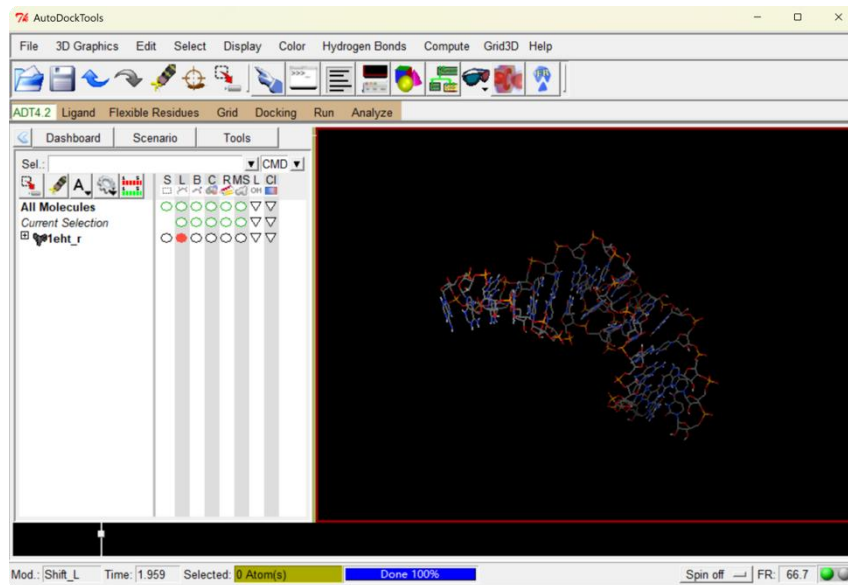 AutoDockTools
File 3D Graphics Edit Select Display Color Hydrogen Bonds Compute Grid3D Help
ADT4.2 Ligand Flexible Residues Grid Docking Run Analyze
Dashboard Scenario Tools
Sel.: CMD
A S L B C R MS L Cl
All Molecules
Current Selection
1eht_r
Mod.: Shift_L Time: 1.959 Selected: 0 Atom(s) Done 100% Spin off FR: 66.7